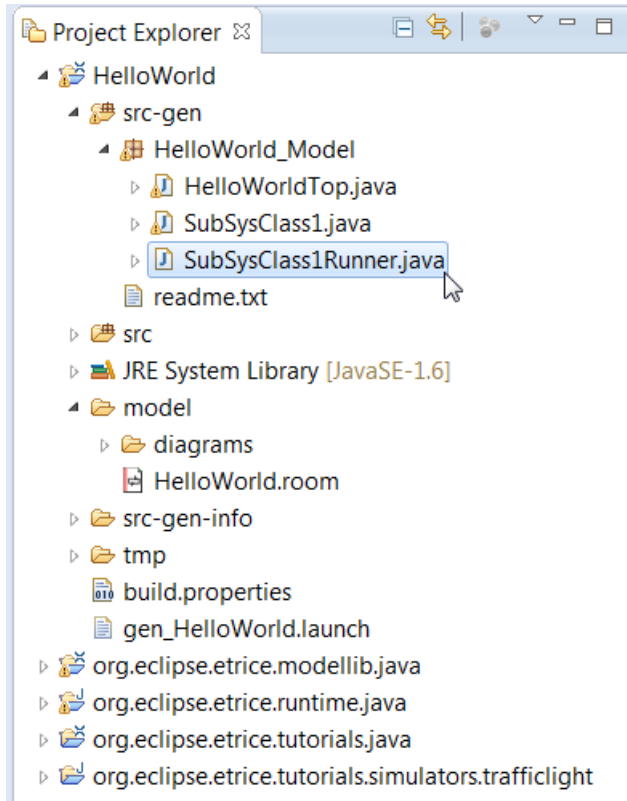 Project Explorer
HelloWorld
src-gen
HelloWorld_Model
HelloWorldTop.java
SubSysClass1.java
SubSysClass1Runner.java
readme.txt
src
JRE System Library [JavaSE-1.6]
model
diagrams
HelloWorld.room
src-gen-info
tmp
build.properties
gen_HelloWorld.launch
org.eclipse.etrice.modellib.java
org.eclipse.etrice.runtime.java
org.eclipse.etrice.tutorials.java
org.eclipse.etrice.tutorials.simulators.trafficlight